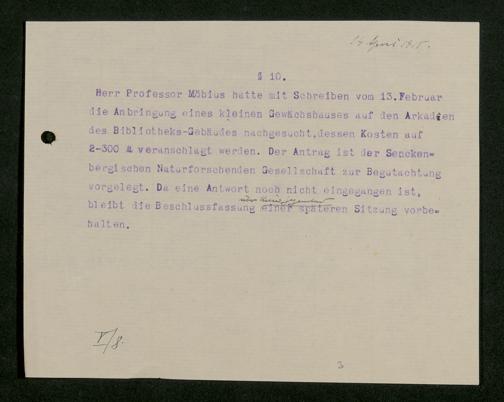 § 10.
Herr Professor Möbius hatte mit Schreiben vom 13.Februar
die Anbringung eines kleinen Gewächshauses auf den Arkaden
des Bibliotheks-Gebäudes nachgesucht,dessen Kosten auf
2-300 M veranschlagt werden. Der Antrag ist der Sencken=
bergischen Naturforschenden Gesellschaft zur Begutachtung
vorgelegt. Da eine Antwort noch nicht eingegangen ist,
bleibt die Beschlussfassung einer späteren Sitzung vorbe=
halten.
V/8.
3